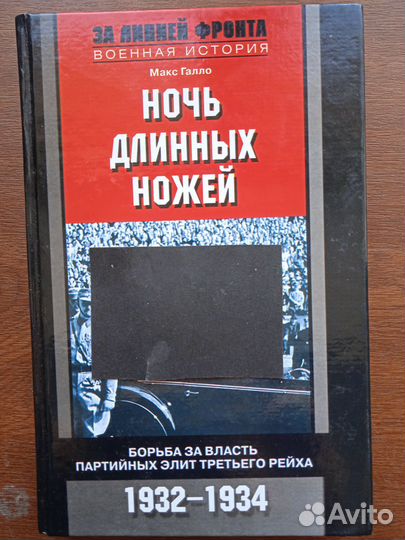 ЗА ЛИНИЕЙ ФРОНТА
ВОЕННАЯ ИСТОРИЯ
Макс Галло
НОЧЬ
ДЛИННЫХ
НОЖЕЙ
БОРЬБА ЗА ВЛАСТЬ
ПАРТИЙНЫХ ЭЛИТ ТРЕТЬЕГО РЕЙХА
1932–1934
Avito